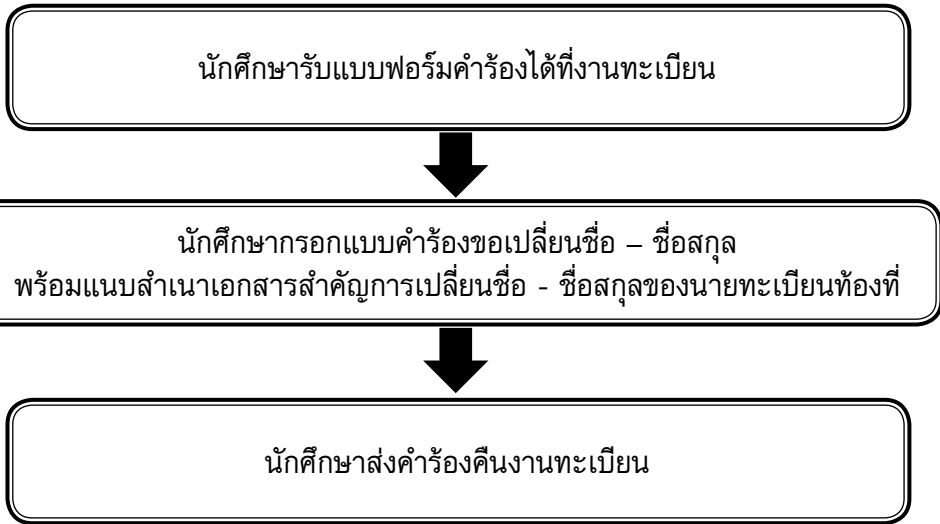 นักศึกษารับแบบฟอร์มคำร้องได้ที่งานทะเบียน
นักศึกษากรอกแบบคำร้องขอเปลี่ยนชื่อ – ชื่อสกุล
พร้อมแนบสำเนาเอกสารสำคัญการเปลี่ยนชื่อ - ชื่อสกุลของนายทะเบียนท้องที่
นักศึกษาส่งคำร้องคืนงานทะเบียน